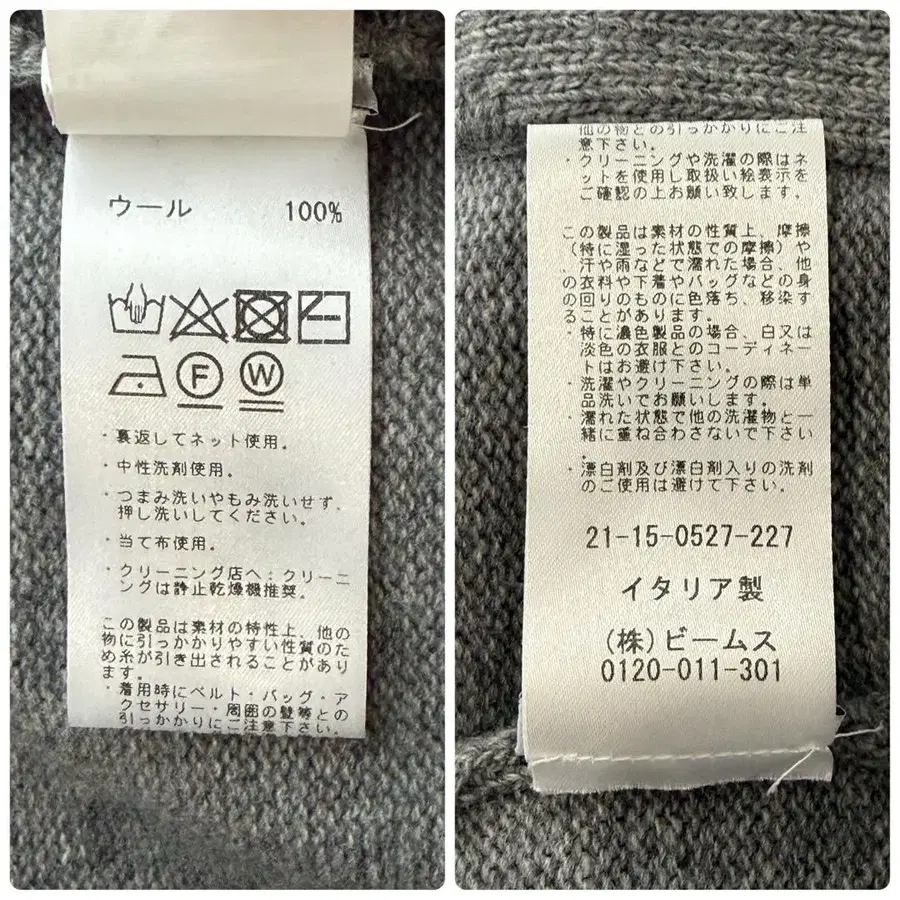 ウール 100%
F W
・裏返してネット使用。
・中性洗剤使用。
・つまみ洗いやもみ洗いせず、
押し洗いしてください。
・当て布使用。
・クリーニング店へ:クリーニ
ングは静止乾燥機推奨。
この製品は素材の特性上、他の
物に引っかかりやすい性質のた
め糸が引き出されることがあり
ます。
・着用時にベルト・バッグ・ア
クセサリー・周囲の壁等との
引っかかりにご注意下さい。
他の物との引っかかりにご注
意下さい。
・クリーニングや洗濯の際はネ
ットを使用し取扱い絵表示を
ご確認の上お願い致します。
この製品は素材の性質上、摩擦
(特に湿った状態での摩擦)や
、汗や雨などで濡れた場合、他
の衣料や下着やバッグなどの身
の回りのものに色落ち、移染す
ることがあります。
・特に濃色製品の場合、白又は
淡色の衣服とのコーディネー
トはお避け下さい。
・洗濯やクリーニングの際は単
品洗いでお願いします。
・濡れた状態で他の洗濯物と一
緒に重ね合わさないで下さい
。
・漂白剤及び漂白剤入りの洗剤
のご使用は避けて下さい。
21-15-0527-227
イタリア製
(株)ビームス
0120-011-301